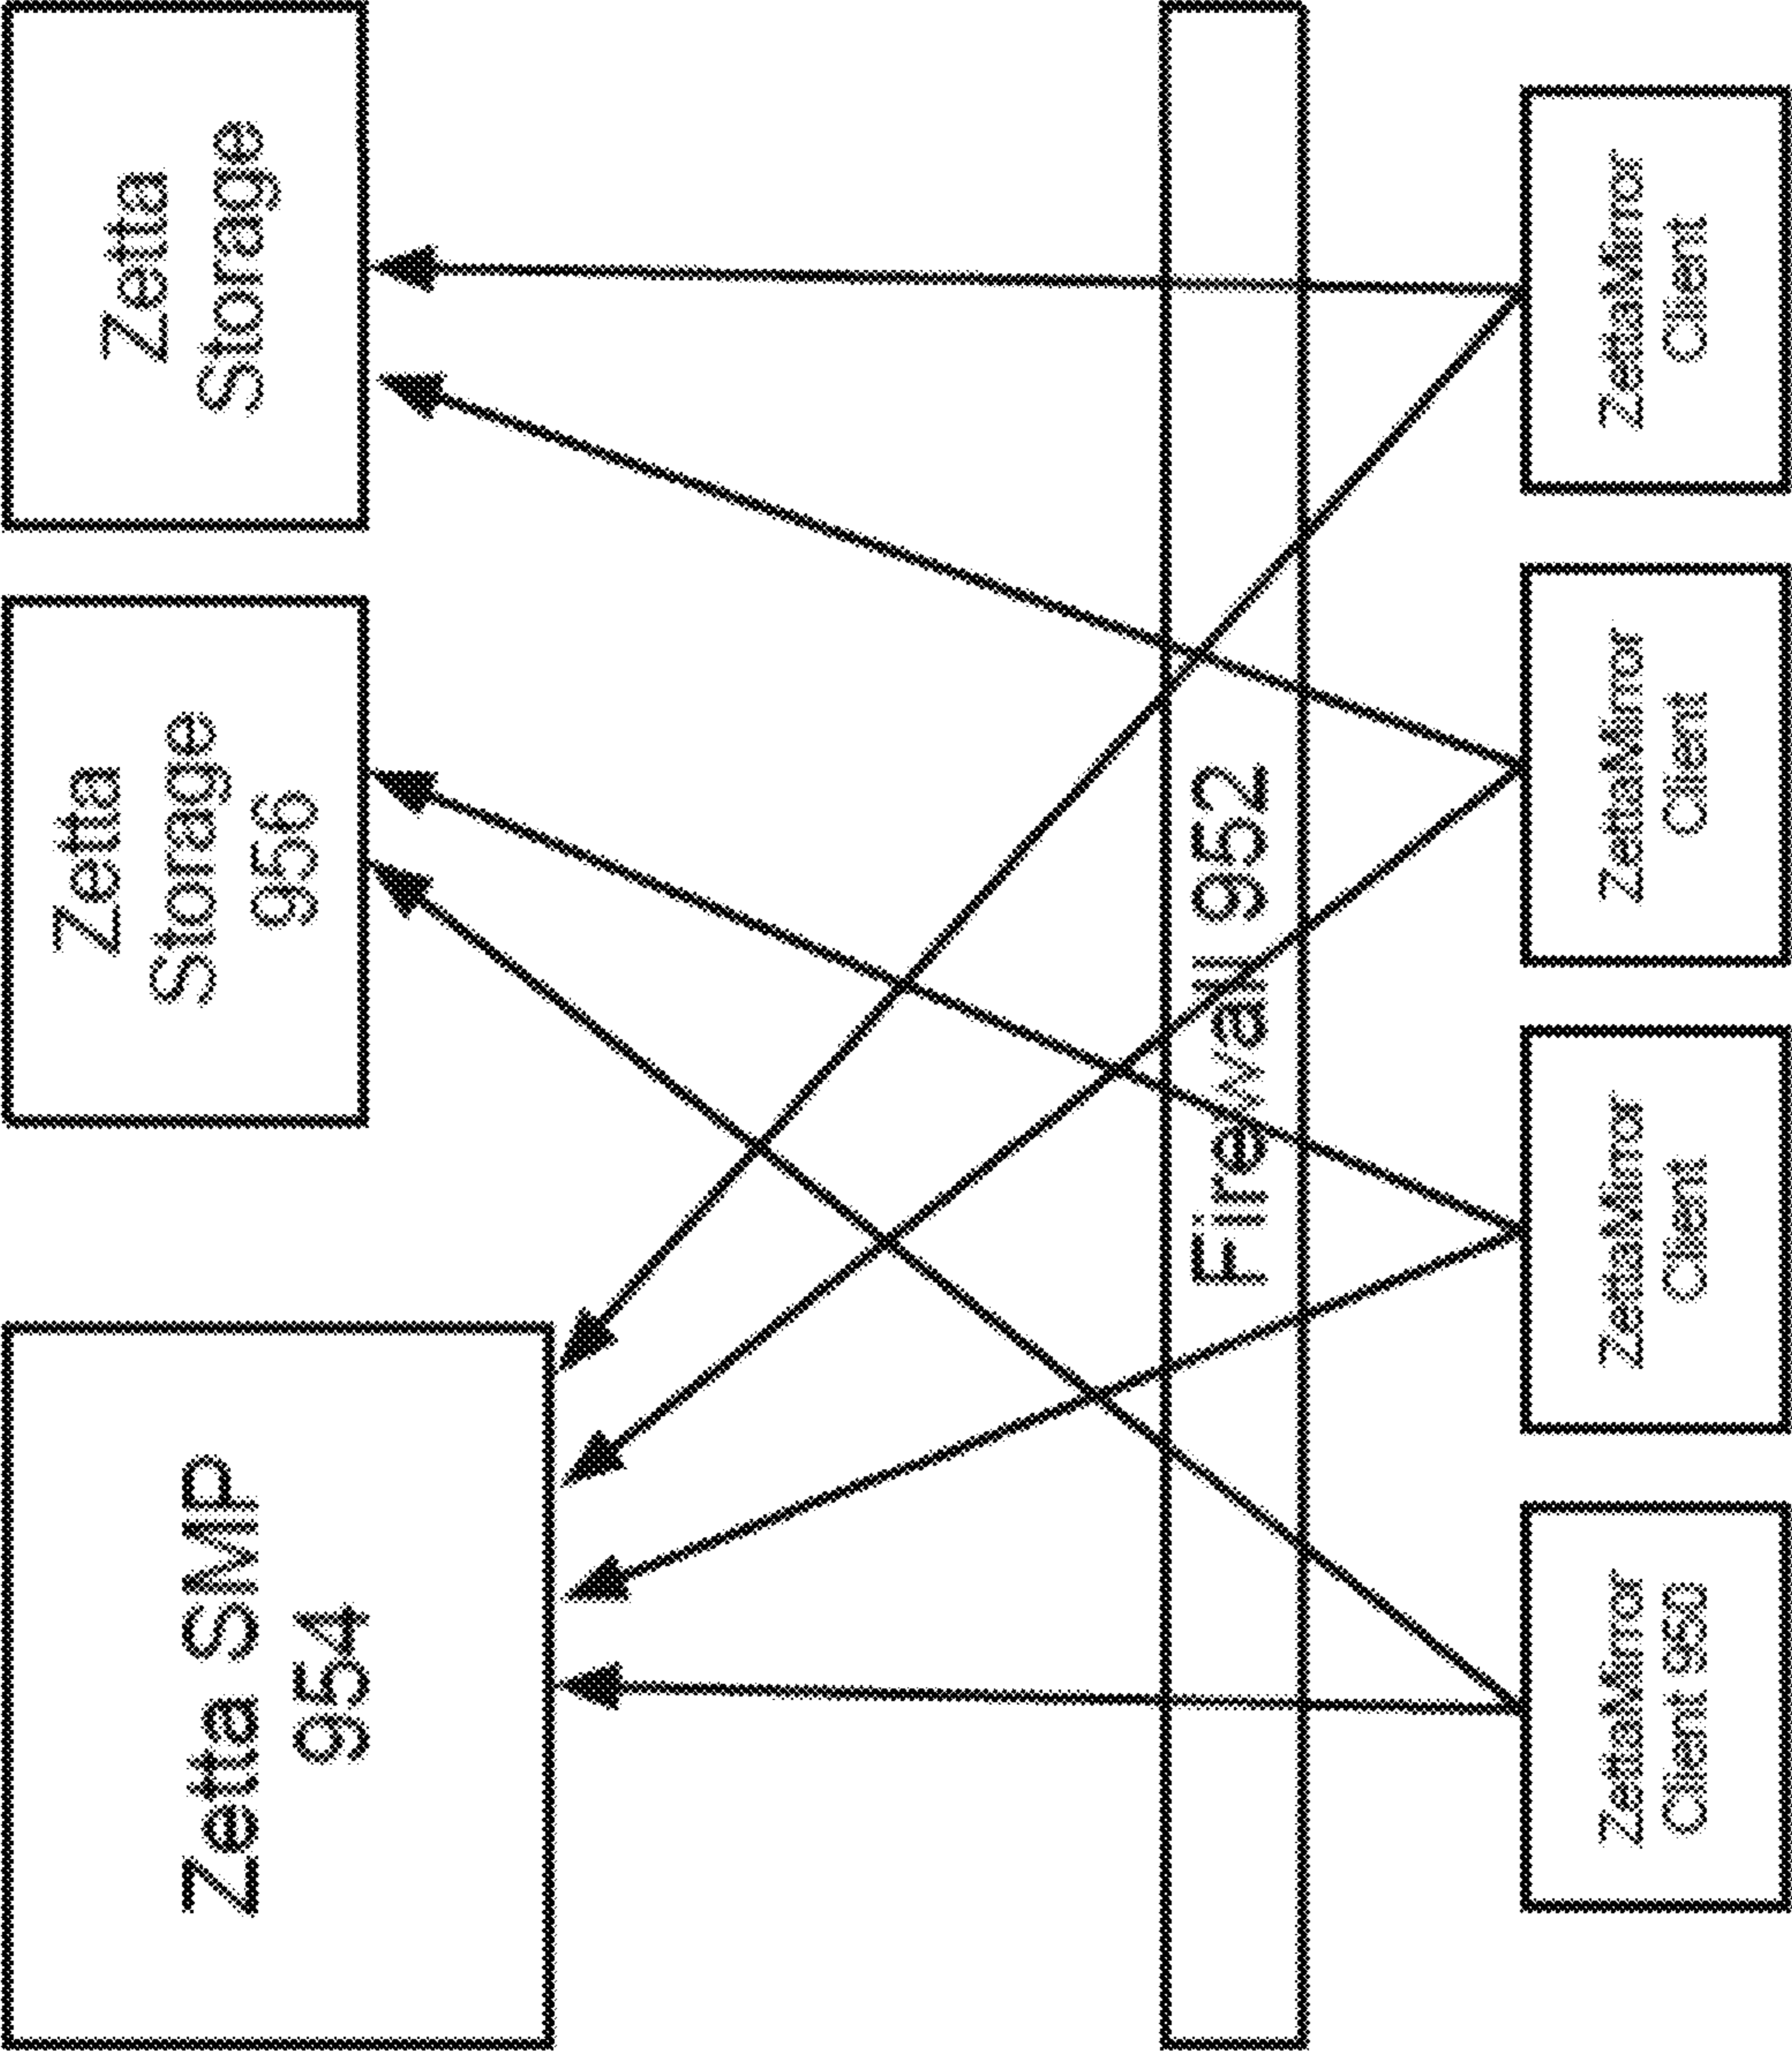 Zetta SMP
954
Zetta
Storage
956
Zetta
Storage
Firewall 952
ZettaMirror
Client 950
ZettaMirror
Client
ZettaMirror
Client
ZettaMirror
Client